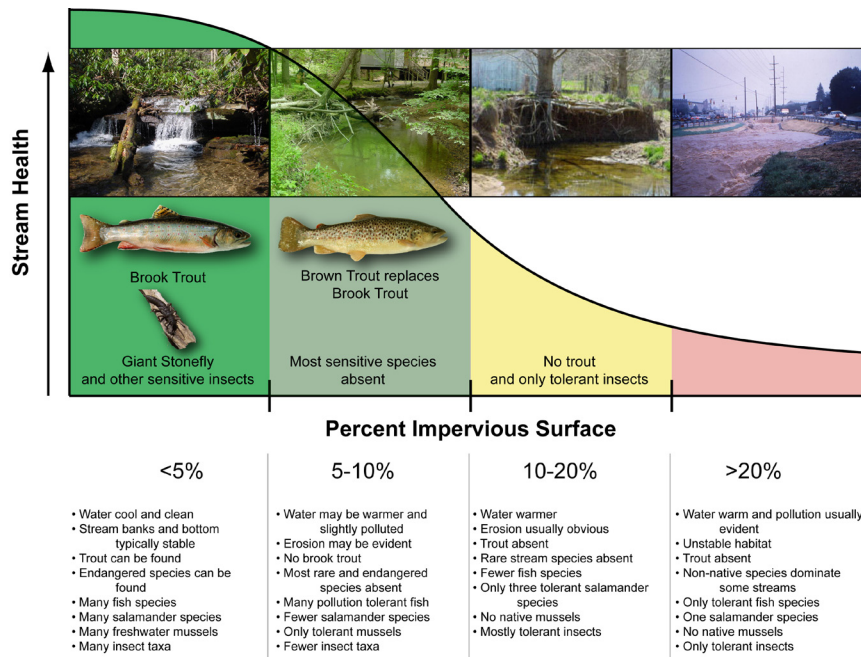 Stream Health
Brook Trout
Giant Stonefly
and other sensitive insects
Brown Trout replaces
Brook Trout
Most sensitive species
absent
No trout
and only tolerant insects
Percent Impervious Surface
<5%
• Water cool and clean
• Stream banks and bottom
typically stable
• Trout can be found
• Endangered species can be
found
• Many fish species
• Many salamander species
• Many freshwater mussels
• Many insect taxa
5-10%
• Water may be warmer and
slightly polluted
• Erosion may be evident
• No brook trout
• Most rare and endangered
species absent
• Many pollution tolerant fish
• Fewer salamander species
• Only tolerant mussels
• Fewer insect taxa
10-20%
• Water warmer
• Erosion usually obvious
• Trout absent
• Rare stream species absent
• Fewer fish species
• Only three tolerant salamander
species
• No native mussels
• Mostly tolerant insects
>20%
• Water warm and pollution usually
evident
• Unstable habitat
• Trout absent
• Non-native species dominate
some streams
• Only tolerant fish species
• One salamander species
• No native mussels
• Only tolerant insects